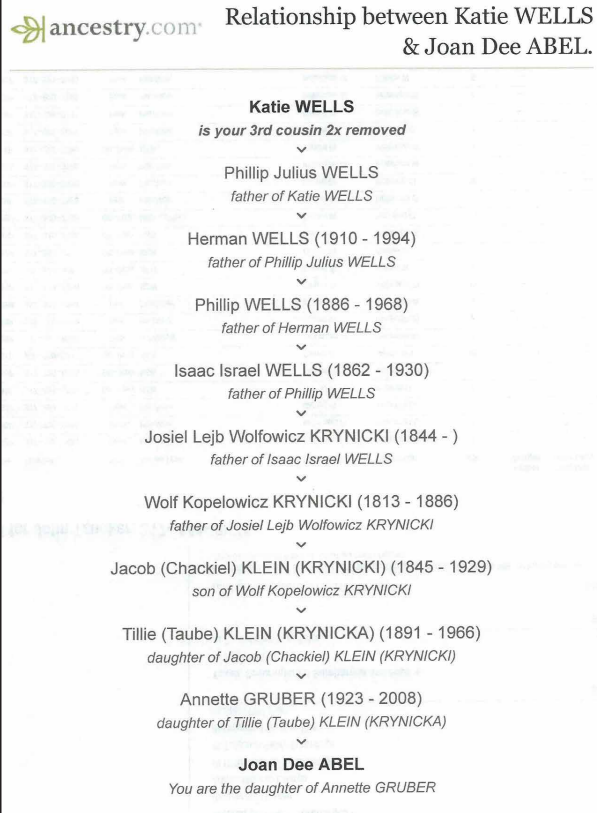 ancestry.com
Relationship between Katie WELLS
& Joan Dee ABEL.
Katie WELLS
is your 3rd cousin 2x removed
Phillip Julius WELLS
father of Katie WELLS
Herman WELLS (1910 - 1994)
father of Phillip Julius WELLS
Phillip WELLS (1886 - 1968)
father of Herman WELLS
Isaac Israel WELLS (1862 - 1930)
father of Phillip WELLS
Josiel Lejb Wolfowicz KRYNICKI (1844 - )
father of Isaac Israel WELLS
Wolf Kopelowicz KRYNICKI (1813 - 1886)
father of Josiel Lejb Wolfowicz KRYNICKI
Jacob (Chackiel) KLEIN (KRYNICKI) (1845 - 1929)
son of Wolf Kopelowicz KRYNICKI
Tillie (Taube) KLEIN (KRYNICKA) (1891 - 1966)
daughter of Jacob (Chackiel) KLEIN (KRYNICKI)
Annette GRUBER (1923 - 2008)
daughter of Tillie (Taube) KLEIN (KRYNICKA)
Joan Dee ABEL
You are the daughter of Annette GRUBER